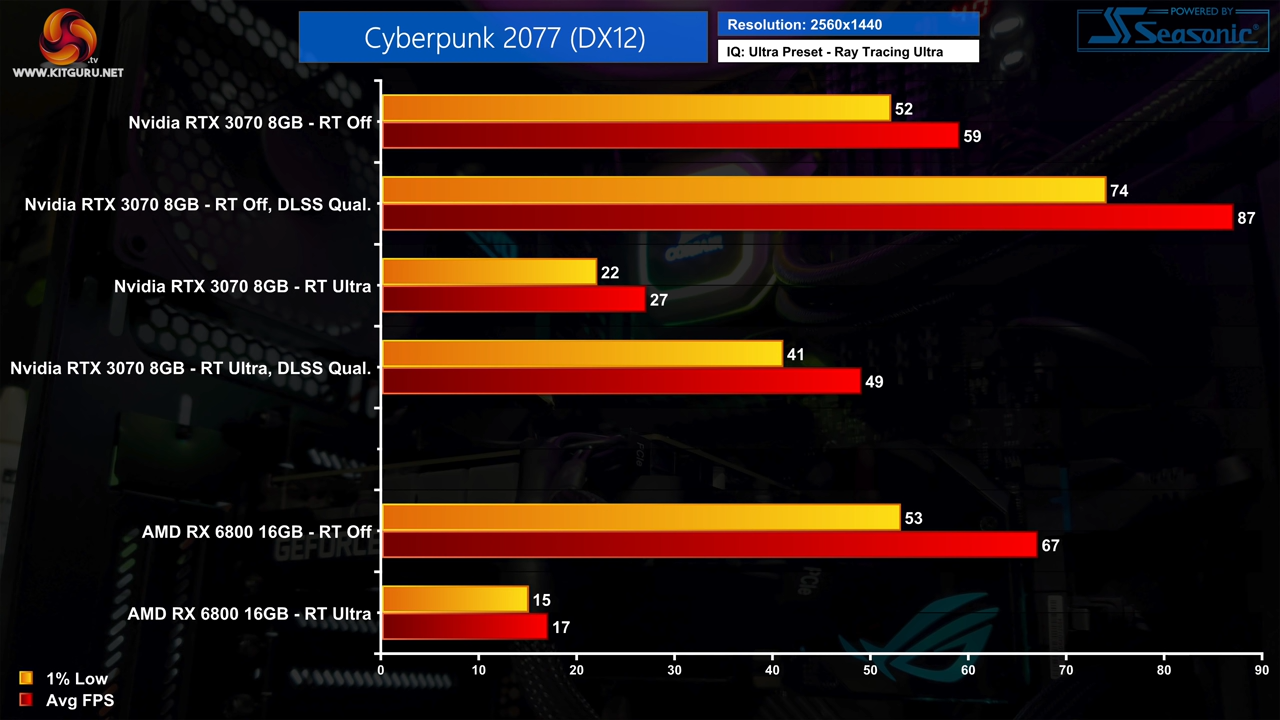 .tv
WWW.KITGURU.NET
Cyberpunk 2077 (DX12)
Resolution: 2560x1440
IQ: Ultra Preset - Ray Tracing Ultra
POWERED BY
Seasonic
Nvidia RTX 3070 8GB - RT Off
52
59
Nvidia RTX 3070 8GB - RT Off, DLSS Qual.
74
87
Nvidia RTX 3070 8GB - RT Ultra
22
27
Nvidia RTX 3070 8GB - RT Ultra, DLSS Qual.
41
49
PCIe
AMD RX 6800 16GB - RT Off
53
67
GEFORCE
PCIe
AMD RX 6800 16GB - RT Ultra
15
17
0 10 20 30 40 50 60 70 80 90
1% Low
Avg FPS